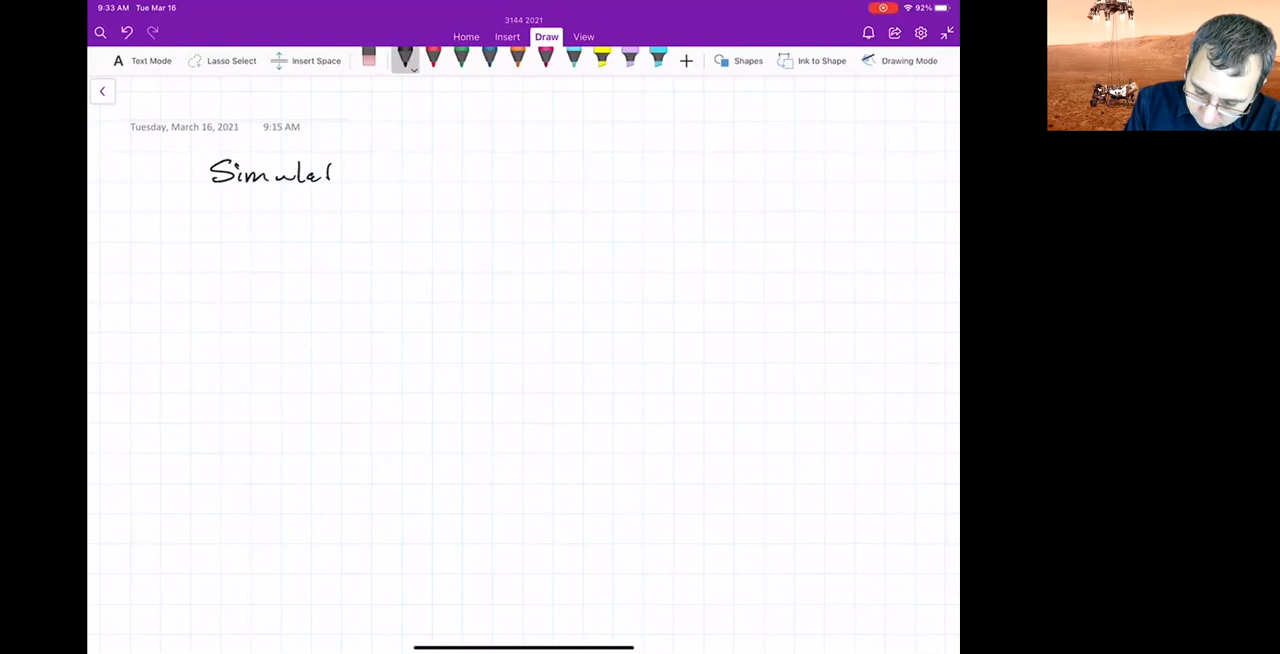 9:33 AM Tue Mar 16 92%
3144 2021
Home Insert Draw View
A Text Mode Lasso Select Insert Space Shapes Ink to Shape Drawing Mode
Tuesday, March 16, 2021 9:15 AM
Simulat